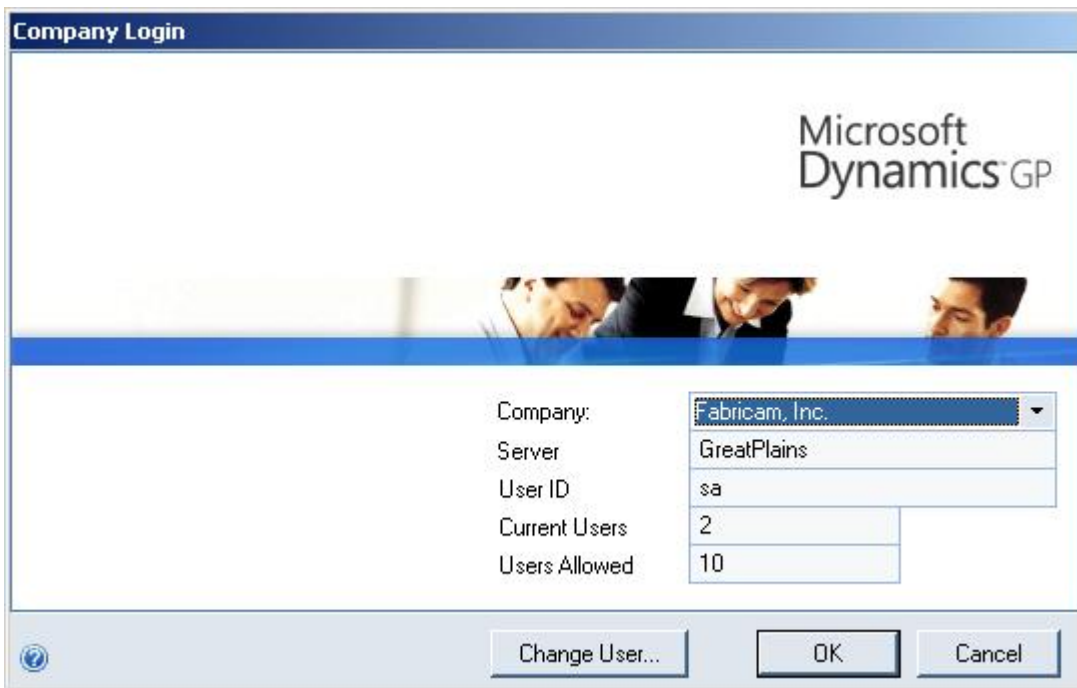 Company Login
Microsoft
Dynamics™ GP
Company: Fabricam, Inc.
Server GreatPlains
User ID sa
Current Users 2
Users Allowed 10
? Change User... OK Cancel